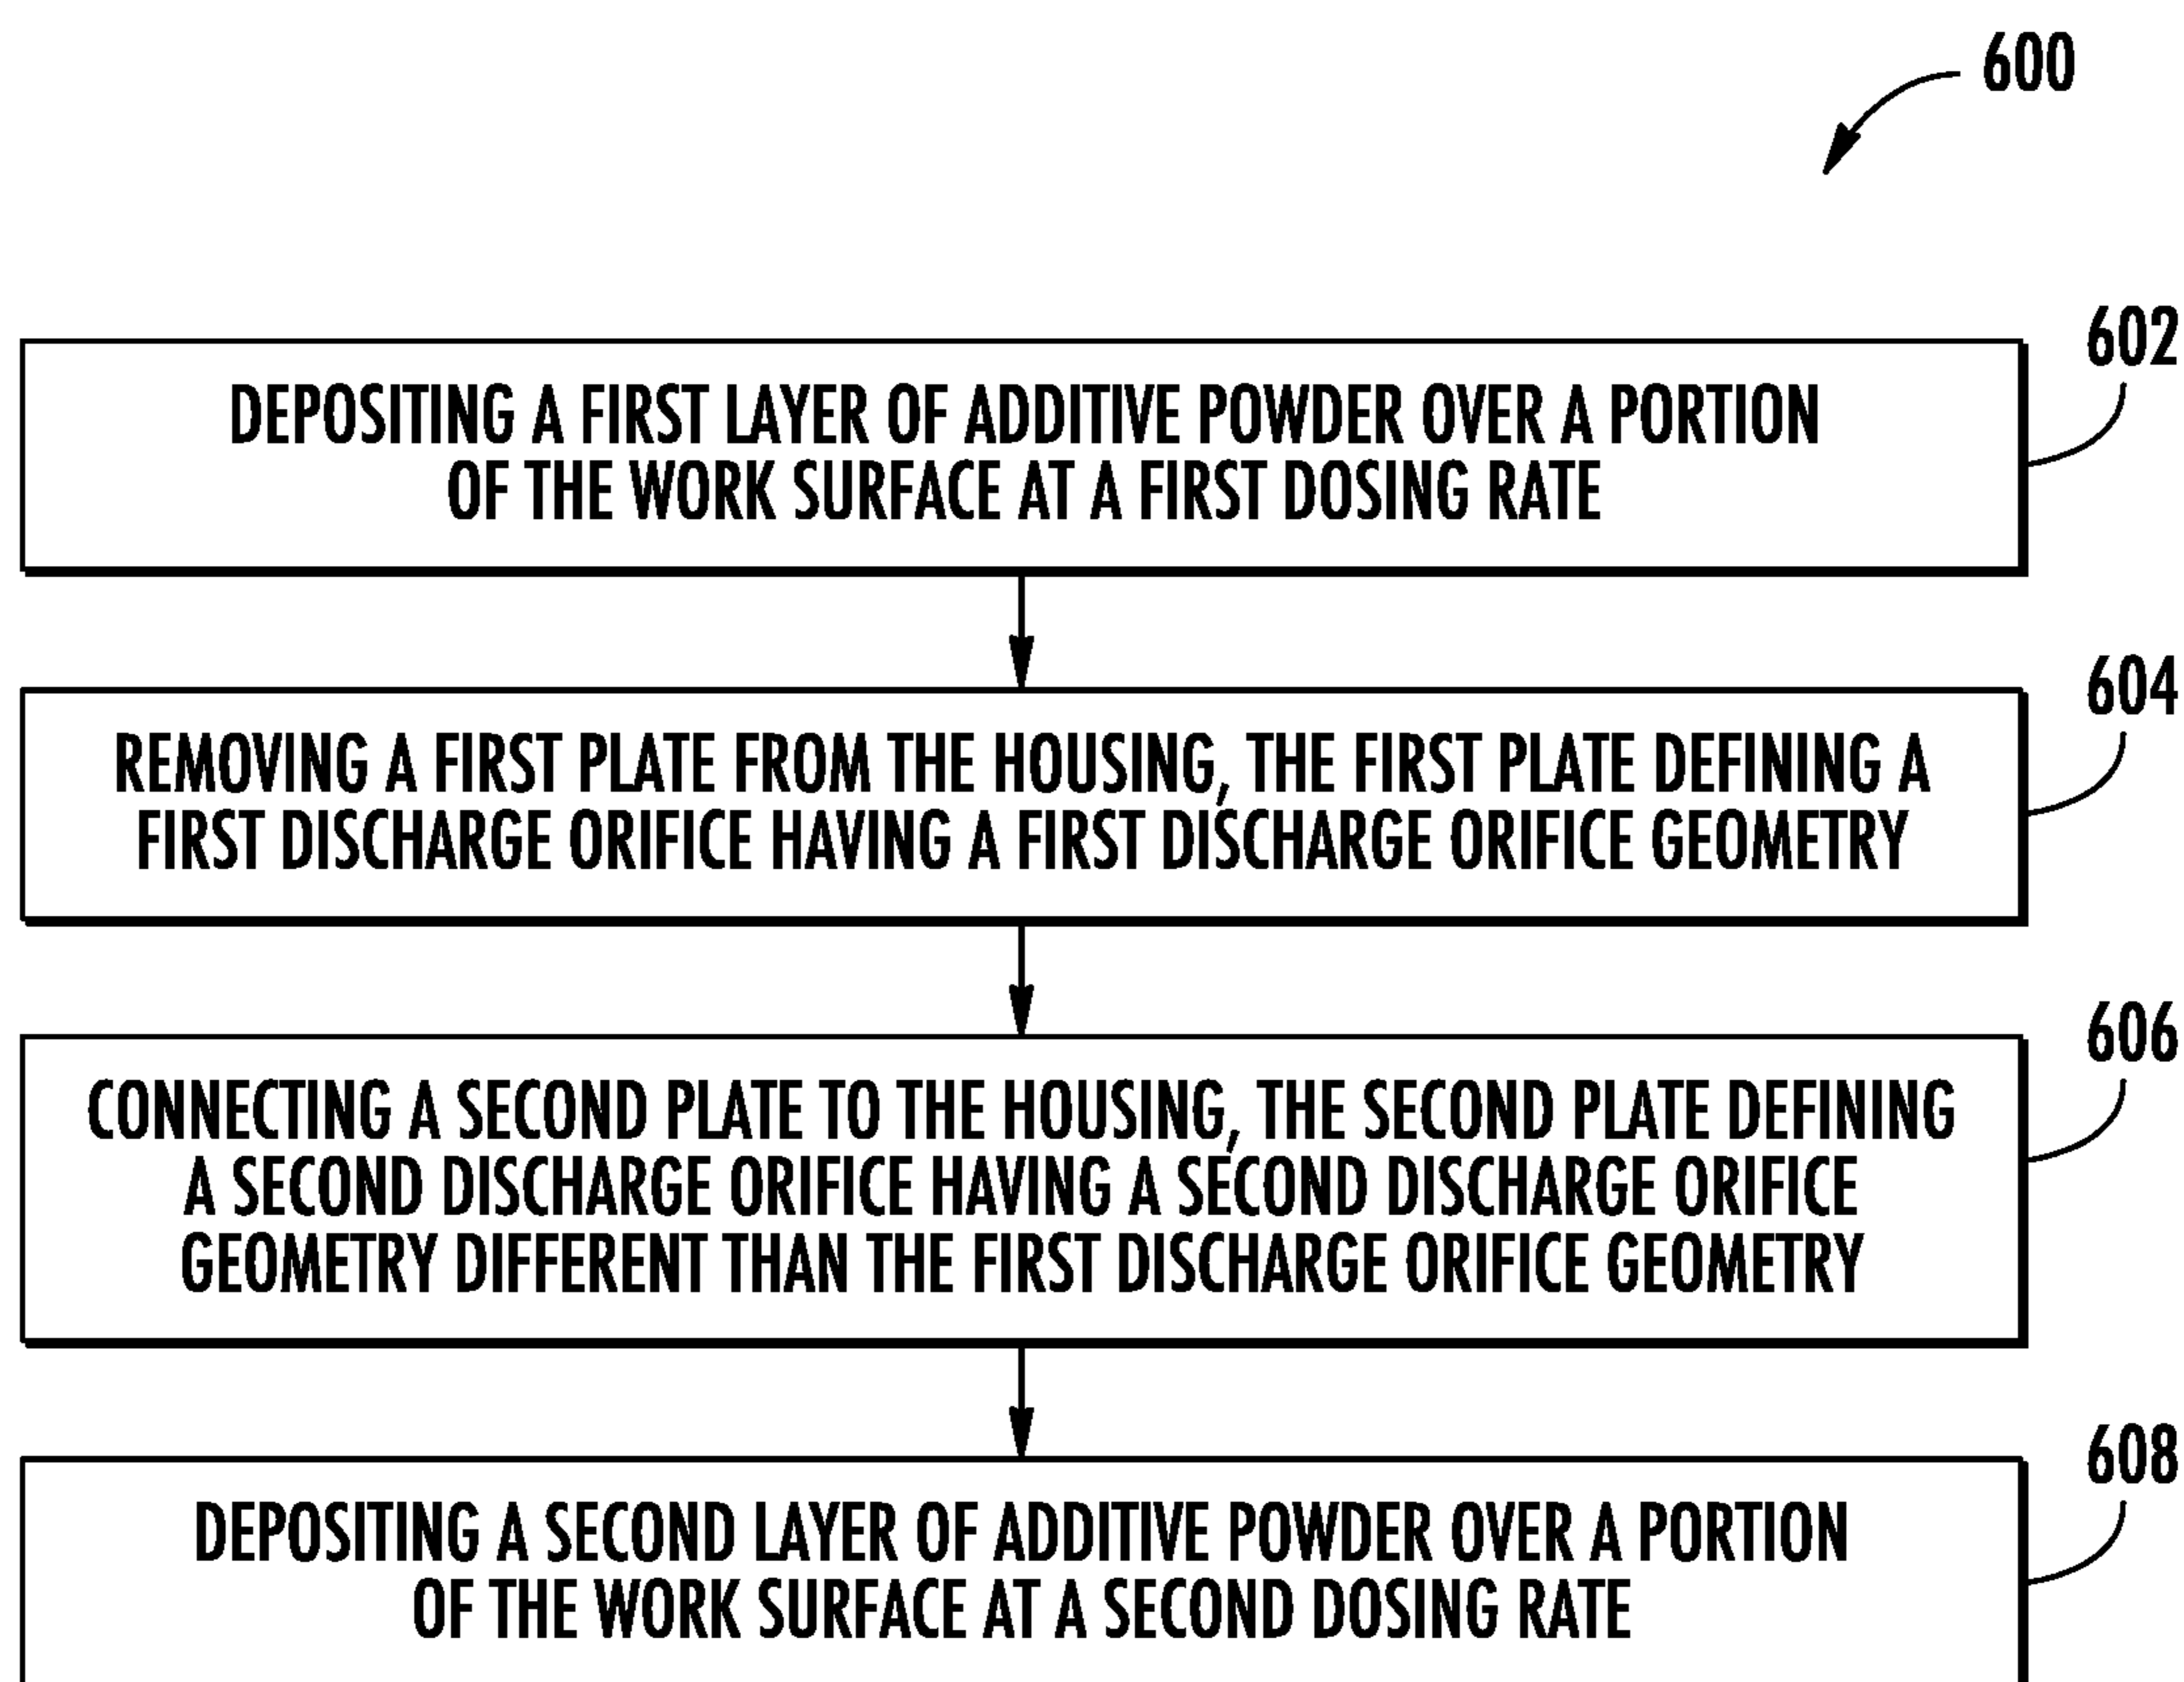 600
602
DEPOSITING A FIRST LAYER OF ADDITIVE POWDER OVER A PORTION
OF THE WORK SURFACE AT A FIRST DOSING RATE
604
REMOVING A FIRST PLATE FROM THE HOUSING, THE FIRST PLATE DEFINING A
FIRST DISCHARGE ORIFICE HAVING A FIRST DISCHARGE ORIFICE GEOMETRY
606
CONNECTING A SECOND PLATE TO THE HOUSING, THE SECOND PLATE DEFINING
A SECOND DISCHARGE ORIFICE HAVING A SECOND DISCHARGE ORIFICE
GEOMETRY DIFFERENT THAN THE FIRST DISCHARGE ORIFICE GEOMETRY
608
DEPOSITING A SECOND LAYER OF ADDITIVE POWDER OVER A PORTION
OF THE WORK SURFACE AT A SECOND DOSING RATE